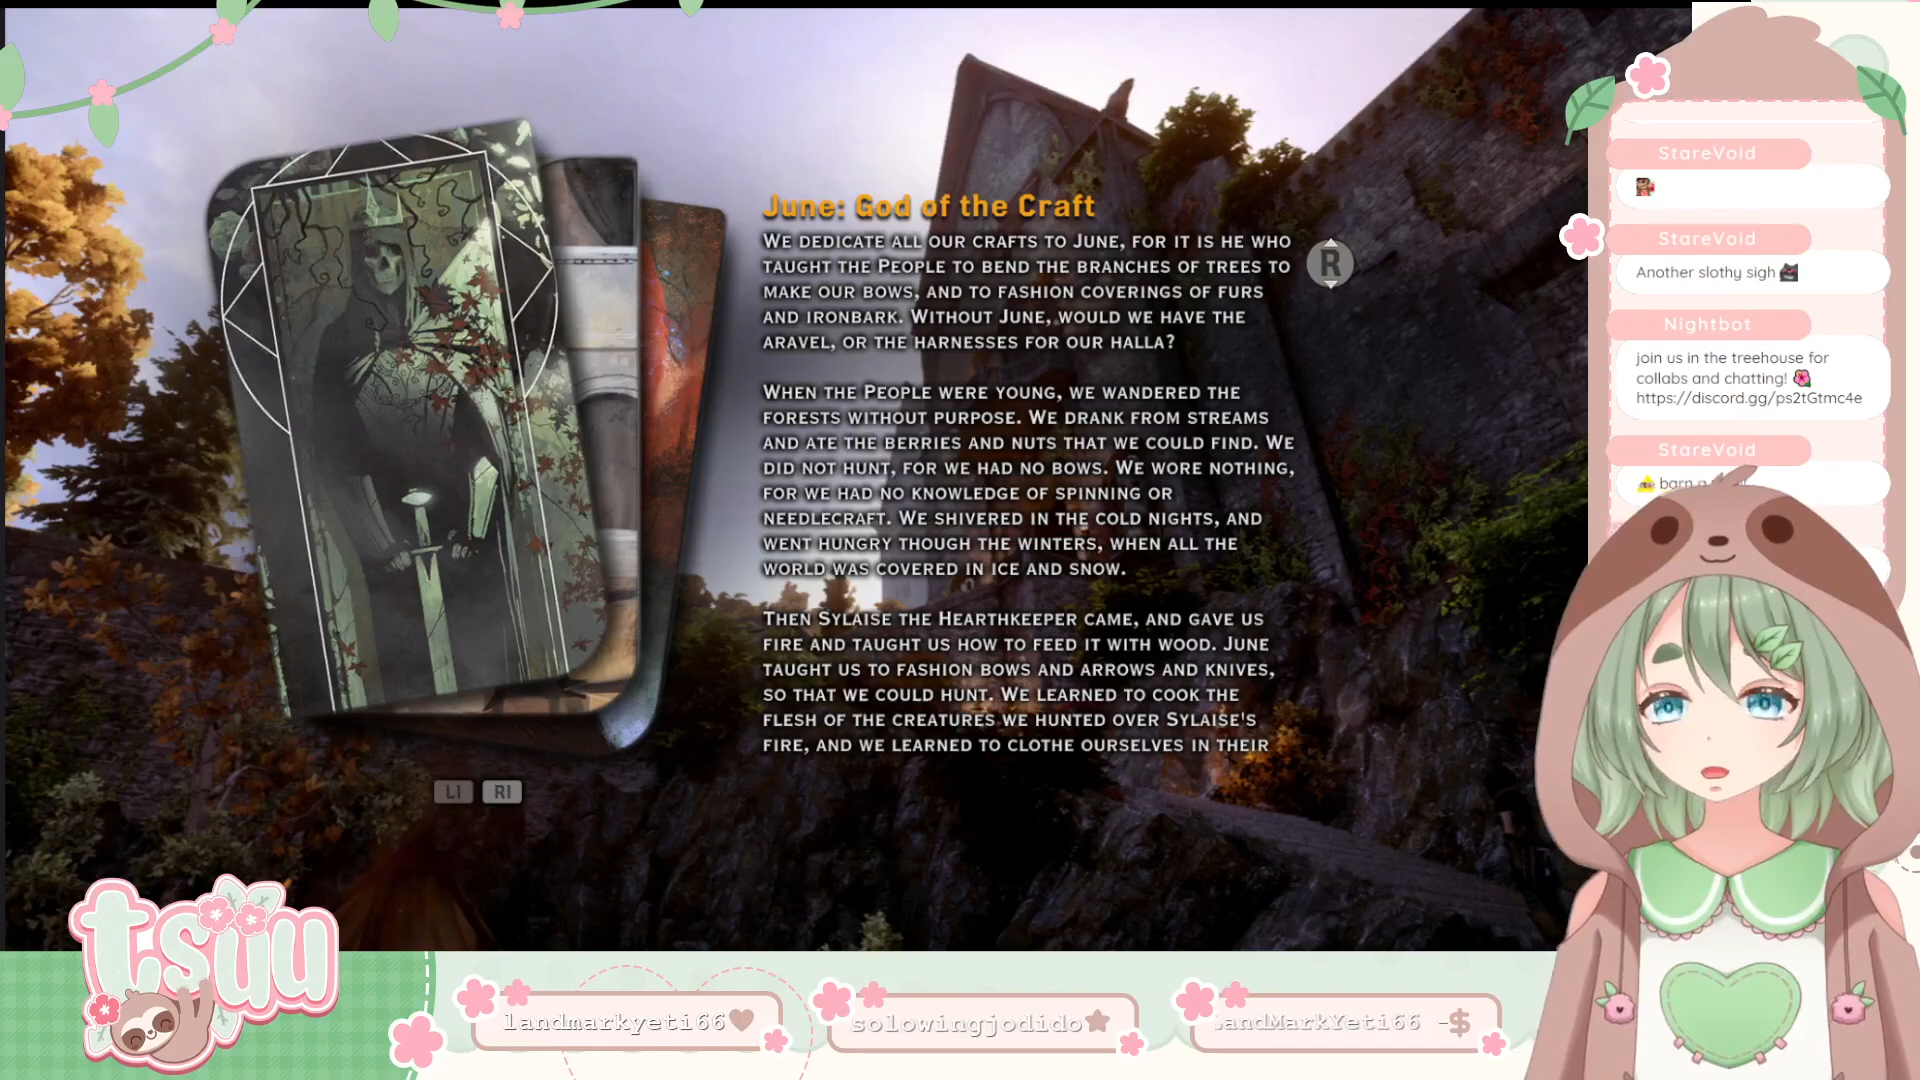 June: God of the Craft
We dedicate all our crafts to June, for it is he who
taught the People to bend the branches of trees to
make our bows, and to fashion coverings of furs
and ironbark. Without June, would we have the
aravel, or the harnesses for our halla?
When the People were young, we wandered the
forests without purpose. We drank from streams
and ate the berries and nuts that we could find. We
did not hunt, for we had no bows. We wore nothing,
for we had no knowledge of spinning or
needlecraft. We shivered in the cold nights, and
went hungry though the winters, when all the
world was covered in ice and snow.
Then Sylaise the Hearthkeeper came, and gave us
fire and taught us how to feed it with wood. June
taught us to fashion bows and arrows and knives,
so that we could hunt. We learned to cook the
flesh of the creatures we hunted over Sylaise's
fire, and we learned to clothe ourselves in their
R
L1 R1
StareVoid
StareVoid
Another slothy sigh
Nightbot
join us in the treehouse for
collabs and chatting!
https://discord.gg/ps2tGtmc4e
StareVoid
barn
tsuu
landmarkyeti66
solowingjodido
andMarkYeti66 -$